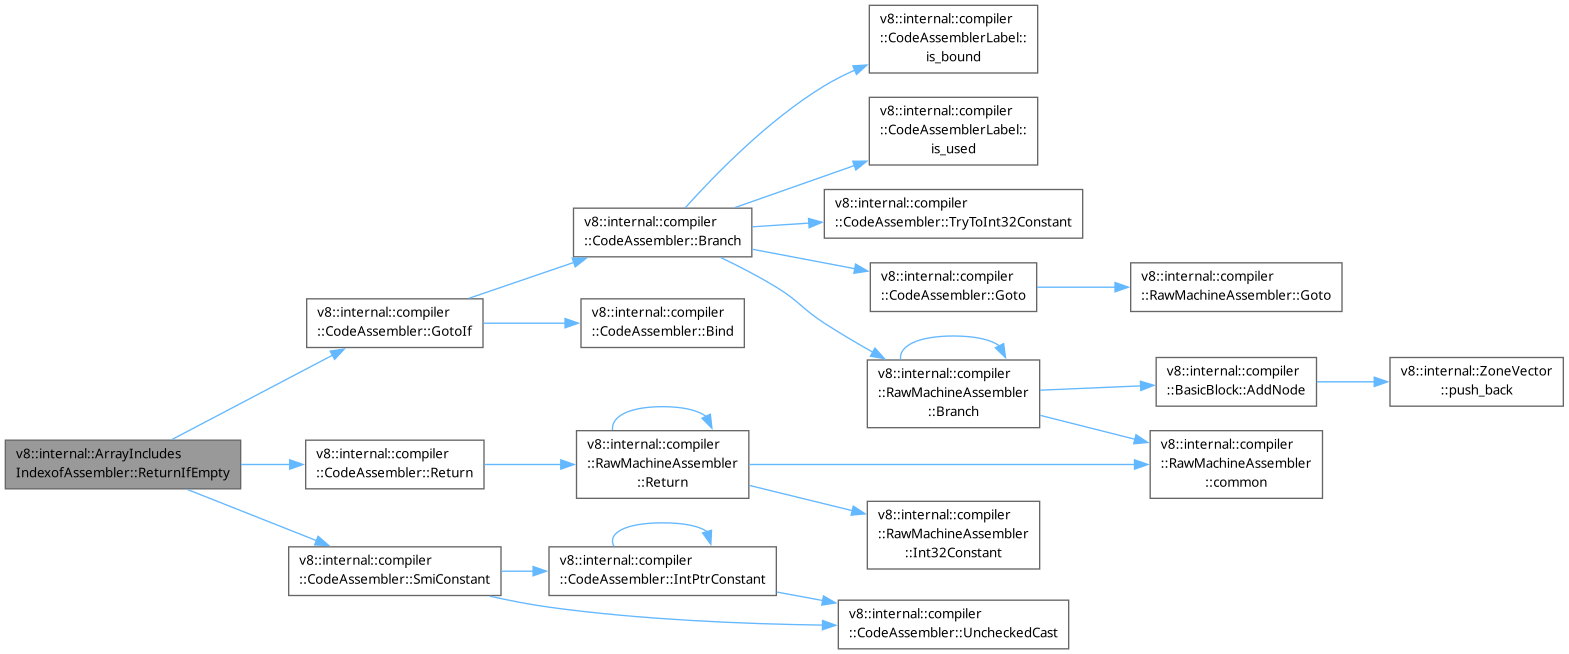 v8::internal::compiler
::CodeAssemblerLabel::
is_bound
v8::internal::compiler
::CodeAssemblerLabel::
is_used
v8::internal::compiler
::CodeAssembler::TryToInt32Constant
v8::internal::compiler
::CodeAssembler::Branch
v8::internal::compiler
::CodeAssembler::Goto
v8::internal::compiler
::RawMachineAssembler::Goto
v8::internal::compiler
::CodeAssembler::GotoIf
v8::internal::compiler
::CodeAssembler::Bind
v8::internal::compiler
::RawMachineAssembler
::Branch
v8::internal::compiler
::BasicBlock::AddNode
v8::internal::ZoneVector
::push_back
v8::internal::ArrayIncludes
IndexofAssembler::ReturnIfEmpty
v8::internal::compiler
::CodeAssembler::Return
v8::internal::compiler
::RawMachineAssembler
::Return
v8::internal::compiler
::RawMachineAssembler
::common
v8::internal::compiler
::RawMachineAssembler
::Int32Constant
v8::internal::compiler
::CodeAssembler::SmiConstant
v8::internal::compiler
::CodeAssembler::IntPtrConstant
v8::internal::compiler
::CodeAssembler::UncheckedCast